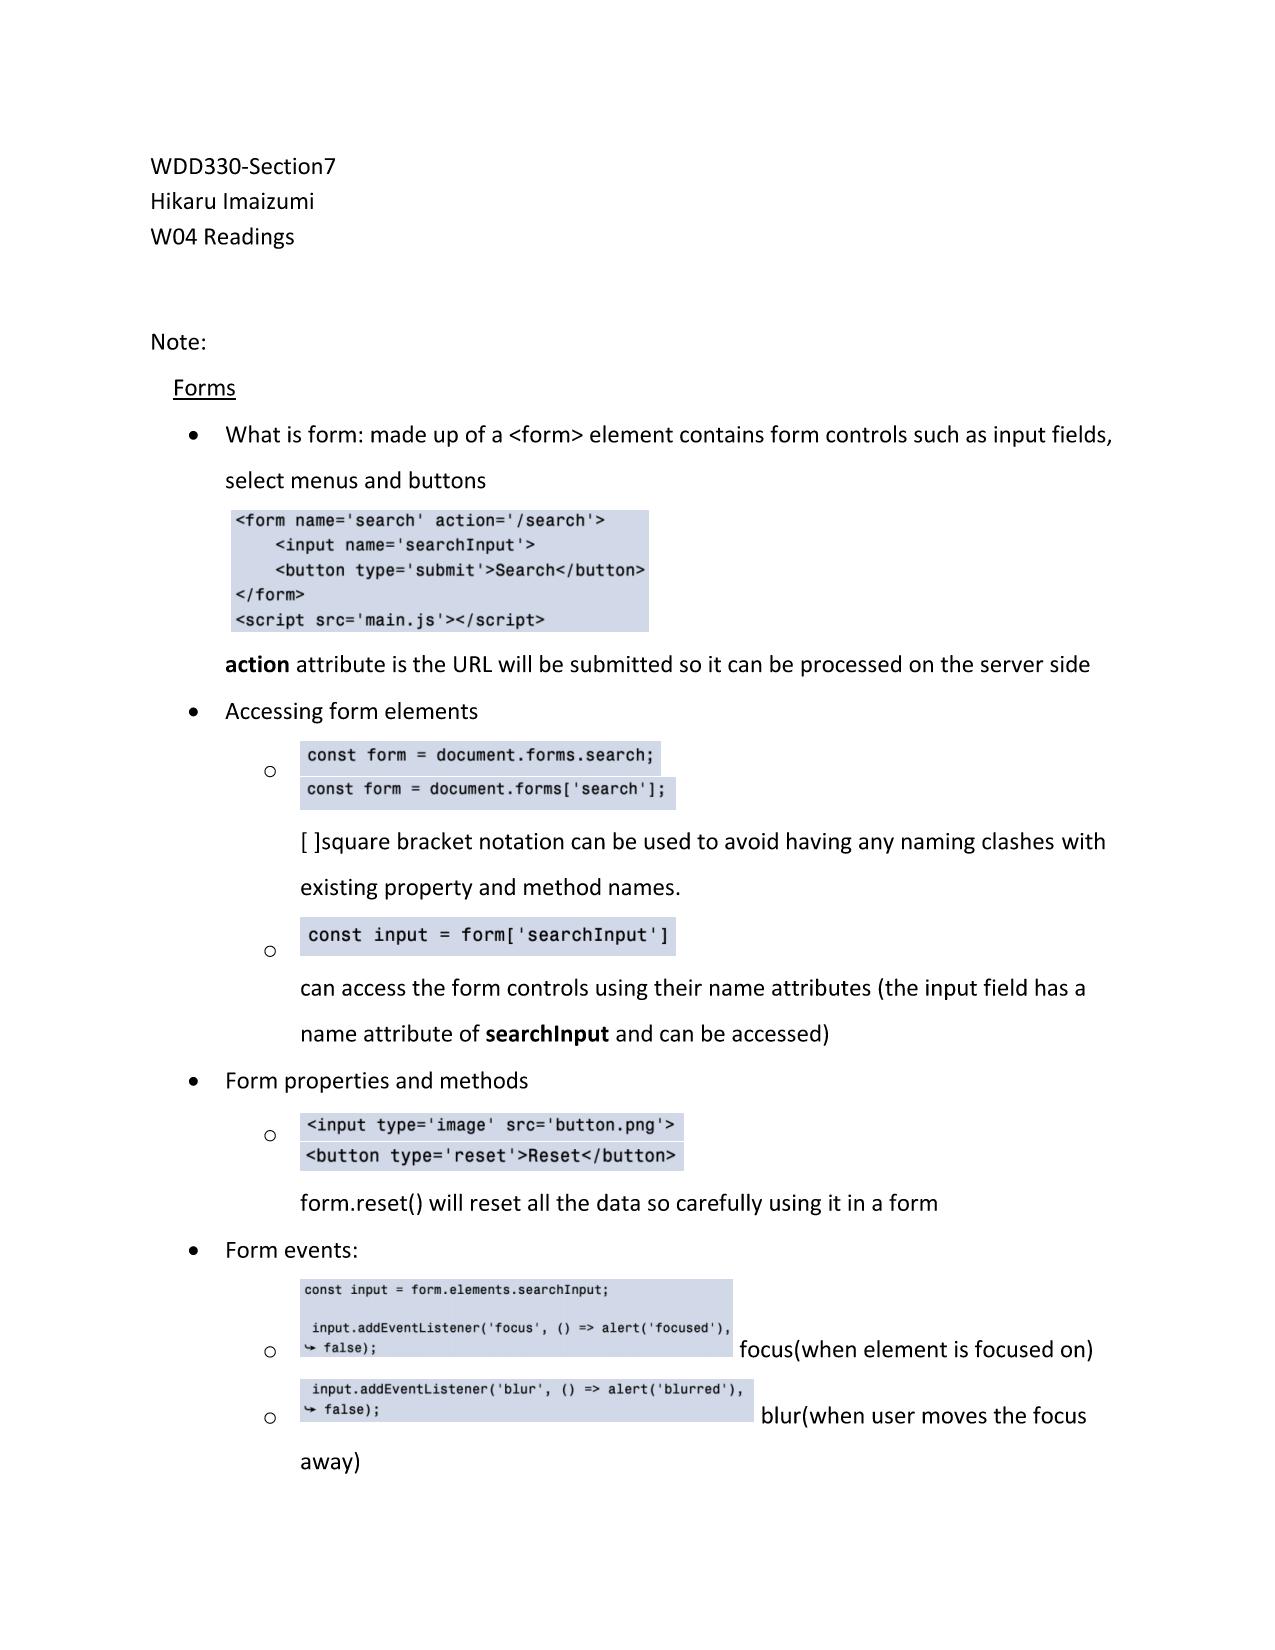 WDD330-Section7
Hikaru Imaizumi
W04 Readings
Note:
Forms
• What is form: made up of a <form> element contains form controls such as input fields,
select menus and buttons
<form name='search' action='/search'>
    <input name='searchInput'>
    <button type='submit'>Search</button>
</form>
<script src='main.js'></script>
action attribute is the URL will be submitted so it can be processed on the server side
• Accessing form elements
o const form = document.forms.search;
const form = document.forms['search'];
[ ]square bracket notation can be used to avoid having any naming clashes with
existing property and method names.
o const input = form['searchInput']
can access the form controls using their name attributes (the input field has a
name attribute of searchInput and can be accessed)
• Form properties and methods
o <input type='image' src='button.png'>
<button type='reset'>Reset</button>
form.reset() will reset all the data so carefully using it in a form
• Form events:
const input = form.elements.searchInput;
input.addEventListener('focus', () => alert('focused'),
o ↪ false); focus(when element is focused on)
input.addEventListener('blur', () => alert('blurred'),
o ↪ false); blur(when user moves the focus
away)